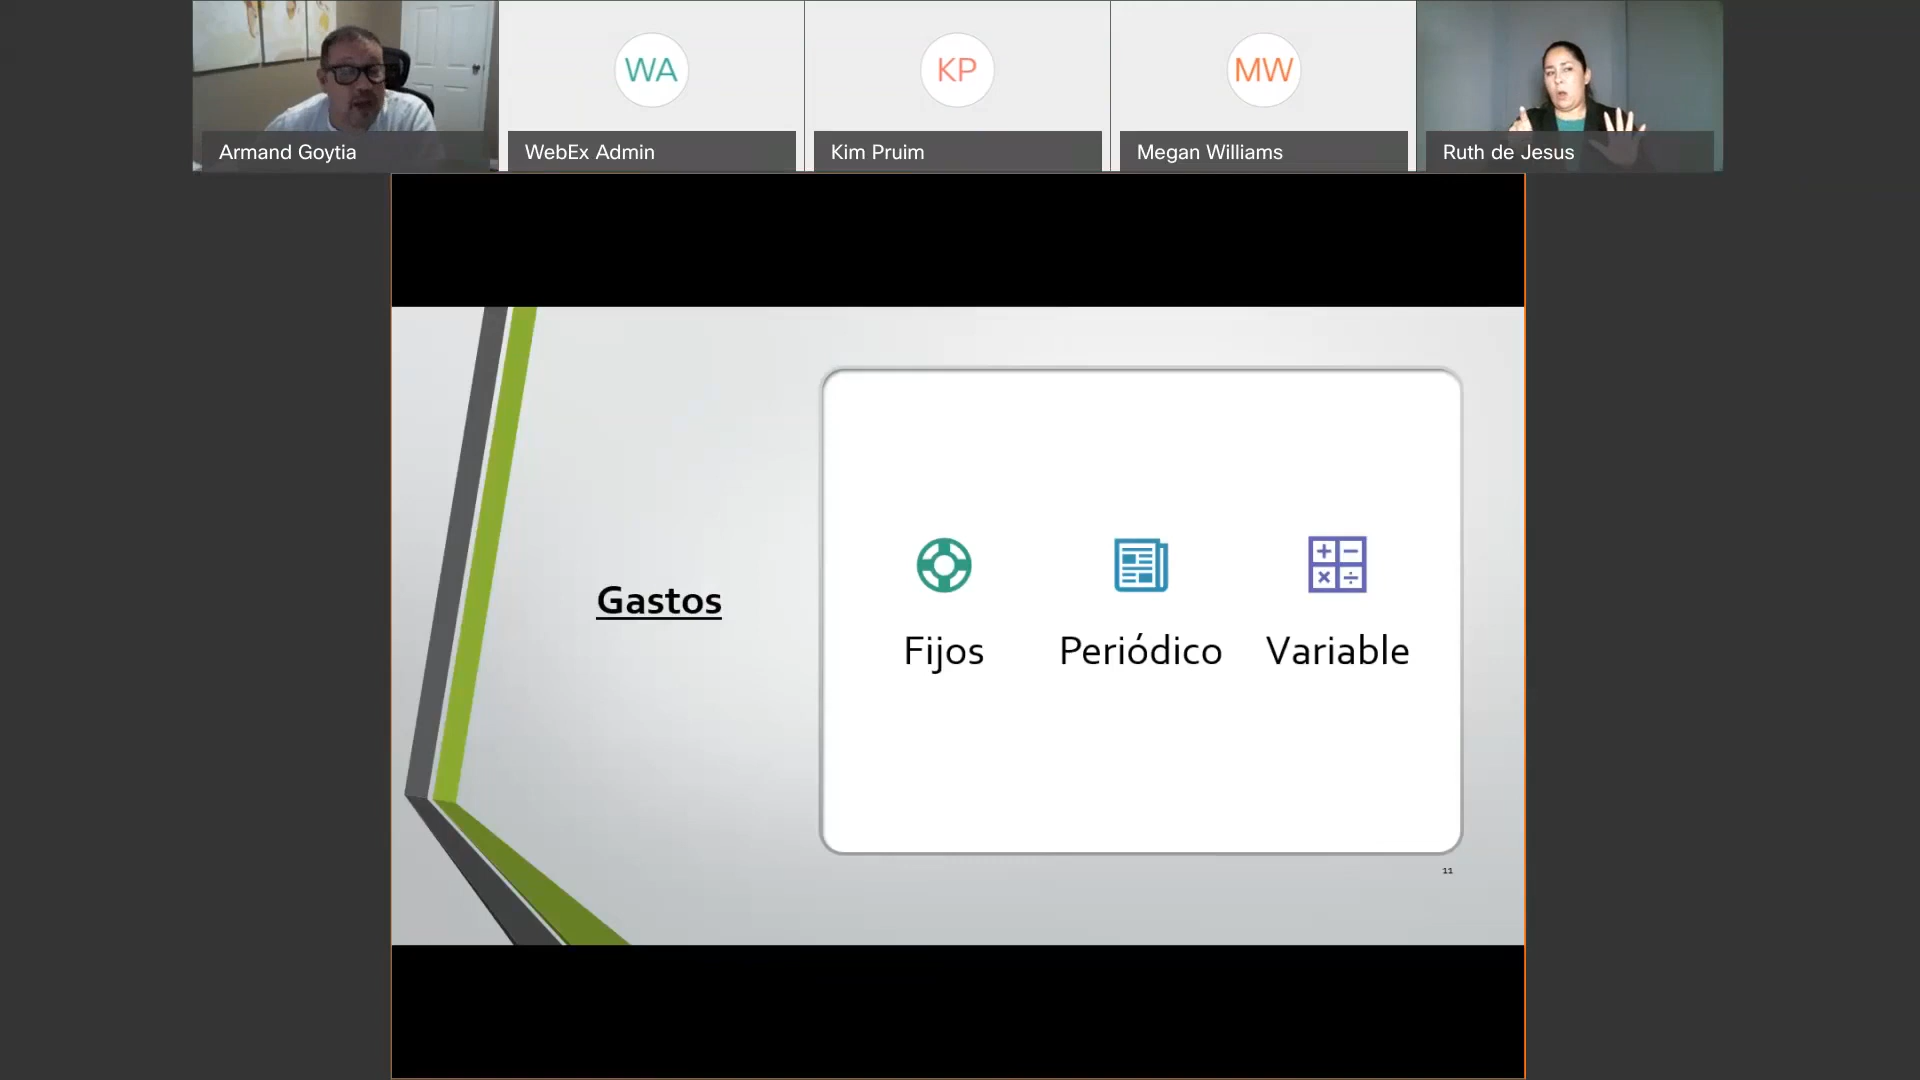 WA
KP
MW
Armand Goytia
WebEx Admin
Kim Pruim
Megan Williams
Ruth de Jesus
Gastos
Fijos
Periódico
Variable
11